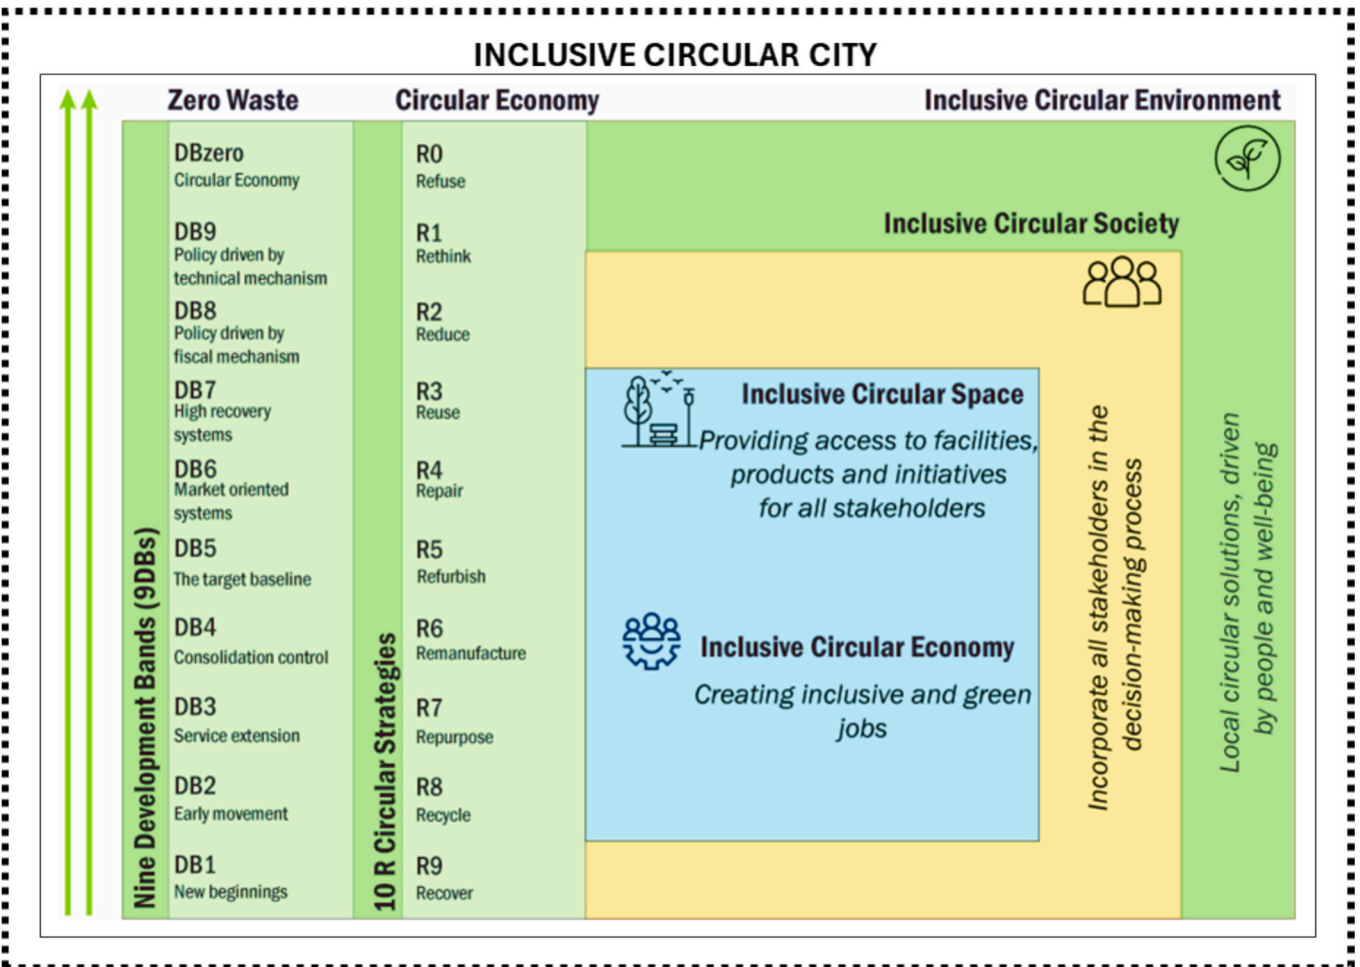 INCLUSIVE CIRCULAR CITY
Zero Waste
Circular Economy
Inclusive Circular Environment
Nine Development Bands (9DBs)
DBzero
Circular Economy
DB9
Policy driven by
technical mechanism
DB8
Policy driven by
fiscal mechanism
DB7
High recovery
systems
DB6
Market oriented
systems
DB5
The target baseline
DB4
Consolidation control
DB3
Service extension
DB2
Early movement
DB1
New beginnings
10 R Circular Strategies
R0
Refuse
R1
Rethink
R2
Reduce
R3
Reuse
R4
Repair
R5
Refurbish
R6
Remanufacture
R7
Repurpose
R8
Recycle
R9
Recover
Inclusive Circular Society
Inclusive Circular Space
Providing access to facilities,
products and initiatives
for all stakeholders
Inclusive Circular Economy
Creating inclusive and green
jobs
Incorporate all stakeholders in the
decision-making process
Local circular solutions, driven
by people and well-being